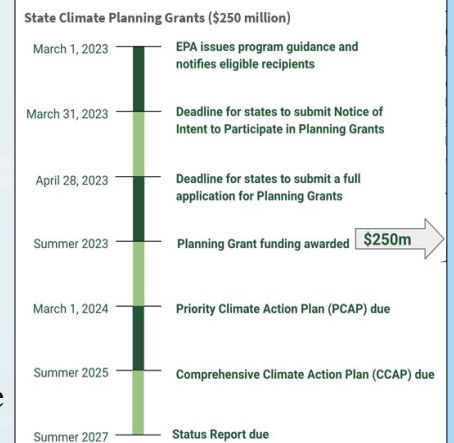 State Climate Planning Grants ($250 million)
March 1, 2023
EPA issues program guidance and
notifies eligible recipients
March 31, 2023
Deadline for states to submit Notice of
Intent to Participate in Planning Grants
April 28, 2023
Deadline for states to submit a full
application for Planning Grants
Summer 2023
Planning Grant funding awarded
$250m
March 1, 2024
Priority Climate Action Plan (PCAP) due
Summer 2025
Comprehensive Climate Action Plan (CCAP) due
e
Summer 2027
Status Report due